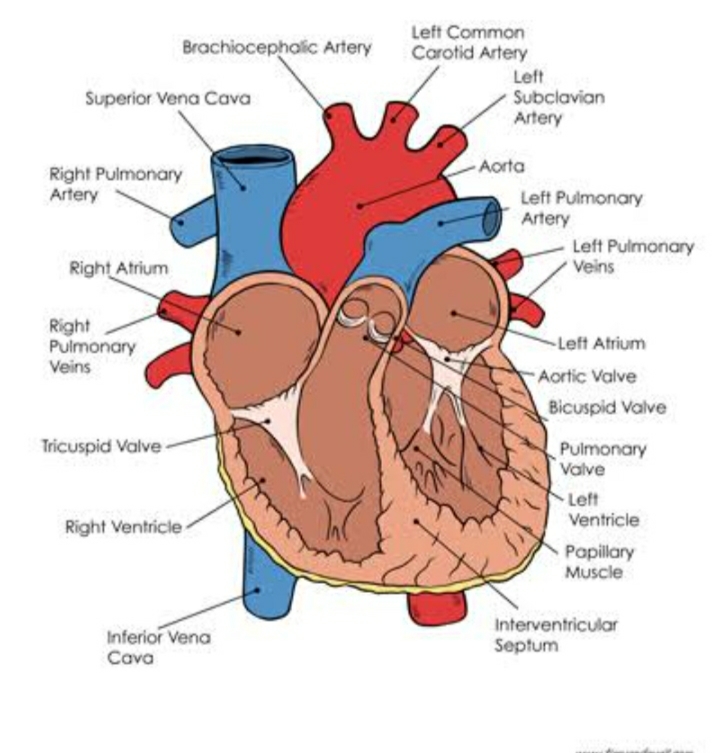 Brachiocephalic Artery
Left Common
Carotid Artery
Left
Subclavian
Artery
Superior Vena Cava
Aorta
Right Pulmonary
Artery
Left Pulmonary
Artery
Left Pulmonary
Veins
Right Atrium
Right
Pulmonary
Veins
Left Atrium
Aortic Valve
Bicuspid Valve
Tricuspid Valve
Pulmonary
Valve
Left
Ventricle
Right Ventricle
Papillary
Muscle
Interventricular
Septum
Inferior Vena
Cava